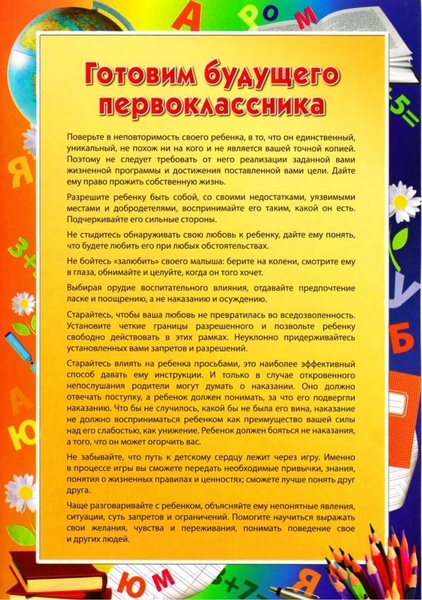 А Р О М
Готовим будущего
первоклассника
Поверьте в неповторимость своего ребенка, в то, что он единственный,
уникальный, не похож ни на кого и не является вашей точной копией.
Поэтому не следует требовать от него реализации заданной вами
жизненной программы и достижения поставленной вами цели. Дайте
ему право прожить собственную жизнь.
Разрешите ребенку быть собой, со своими недостатками, уязвимыми
местами и добродетелями, воспринимайте его таким, какой он есть.
Подчеркивайте его сильные стороны.
Не стыдитесь обнаруживать свою любовь к ребенку, дайте ему понять,
что будете любить его при любых обстоятельствах.
Не бойтесь «залюбить» своего малыша: берите на колени, смотрите ему
в глаза, обнимайте и целуйте, когда он того хочет.
Выбирая орудие воспитательного влияния, отдавайте предпочтение
ласке и поощрению, а не наказанию и осуждению.
Старайтесь, чтобы ваша любовь не превратилась во вседозволенность.
Установите четкие границы разрешенного и позвольте ребенку
свободно действовать в этих рамках. Неуклонно придерживайтесь
установленных вами запретов и разрешений.
Старайтесь влиять на ребенка просьбами, это наиболее эффективный
способ давать ему инструкции. И только в случае откровенного
непослушания родители могут думать о наказании. Оно должно
отвечать поступку, а ребенок должен понимать, за что его подвергли
наказанию. Что бы не случилось, какой бы не была его вина, наказание
не должно восприниматься ребенком как преимущество вашей силы
над его слабостью, как унижение. Ребенок должен бояться не наказания,
а того, что он может огорчить вас.
Не забывайте, что путь к детскому сердцу лежит через игру. Именно
в процессе игры вы сможете передать необходимые привычки, знания,
понятия о жизненных правилах и ценностях; сможете лучше понять друг
друга.
Чаще разговаривайте с ребенком, объясняйте ему непонятные явления,
ситуации, суть запретов и ограничений. Помогите научиться выражать
свои желания, чувства и переживания, понимать поведение свое
и других людей.
+5=
Я
3+
У
Б
А
Ю
Ю М
3+7=
Я